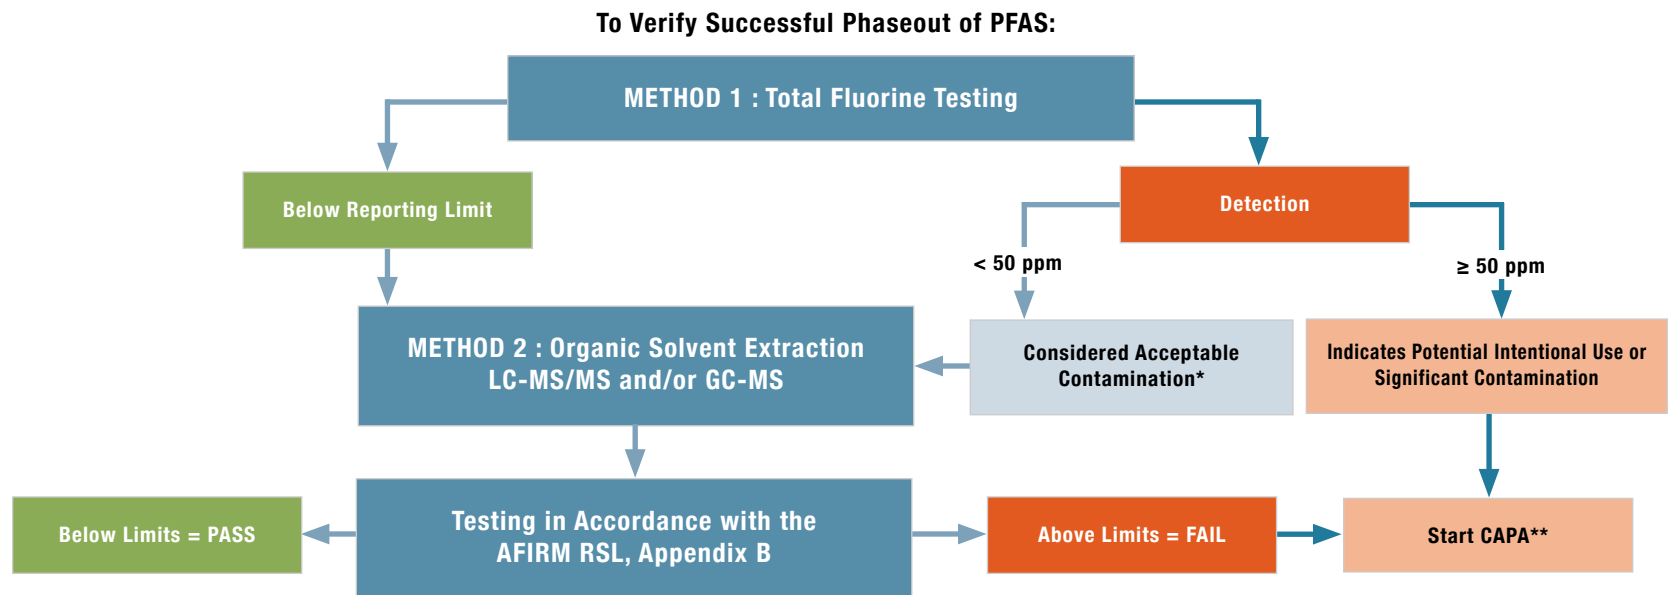 To Verify Successful Phaseout of PFAS:
METHOD 1 : Total Fluorine Testing
Below Reporting Limit
Detection
< 50 ppm
≥ 50 ppm
METHOD 2 : Organic Solvent Extraction
LC-MS/MS and/or GC-MS
Considered Acceptable
Contamination*
Indicates Potential Intentional Use or
Significant Contamination
Below Limits = PASS
Testing in Accordance with the
AFIRM RSL, Appendix B
Above Limits = FAIL
Start CAPA**